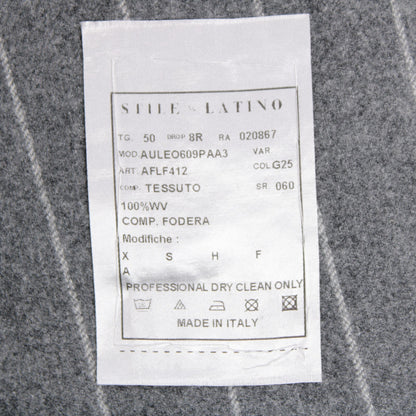 STILE LATINO
TG. 50 DROP 8R RA 020867
MOD. AULEO609PAA3 VAR
ART. AFLF412 COL G25
COMP. TESSUTO SR 060
100%WV
COMP. FODERA
Modifiche :
X S H F
A
PROFESSIONAL DRY CLEAN ONLY
MADE IN ITALY